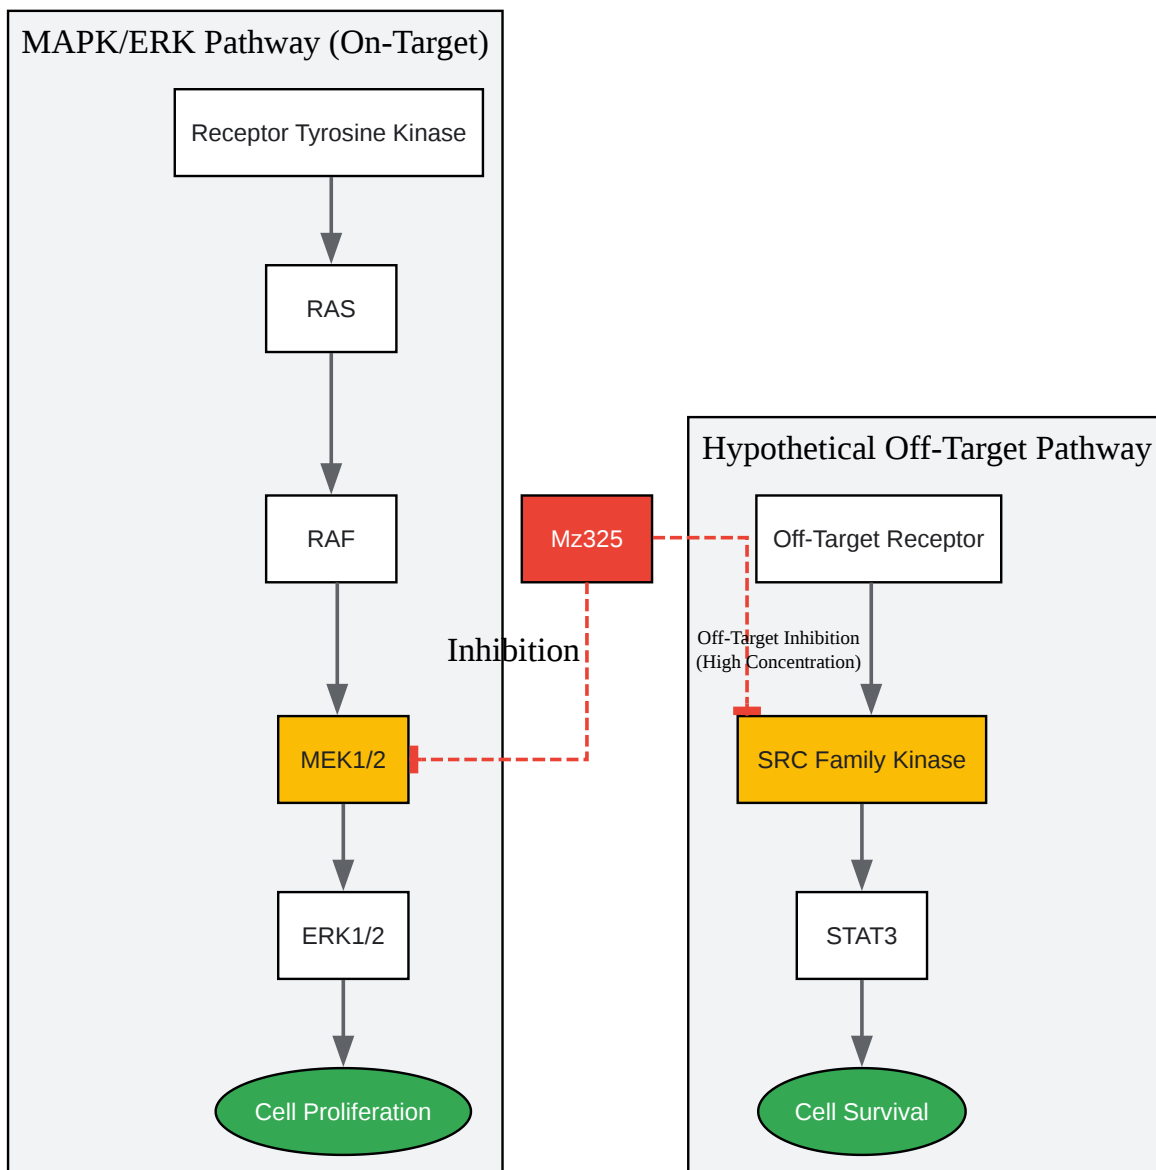 MAPK/ERK Pathway (On-Target)
Receptor Tyrosine Kinase
RAS
RAF
Inhibition
MEK1/2
ERK1/2
Cell Proliferation
Mz325
Hypothetical Off-Target Pathway
Off-Target Receptor
Off-Target Inhibition
(High Concentration)
SRC Family Kinase
STAT3
Cell Survival